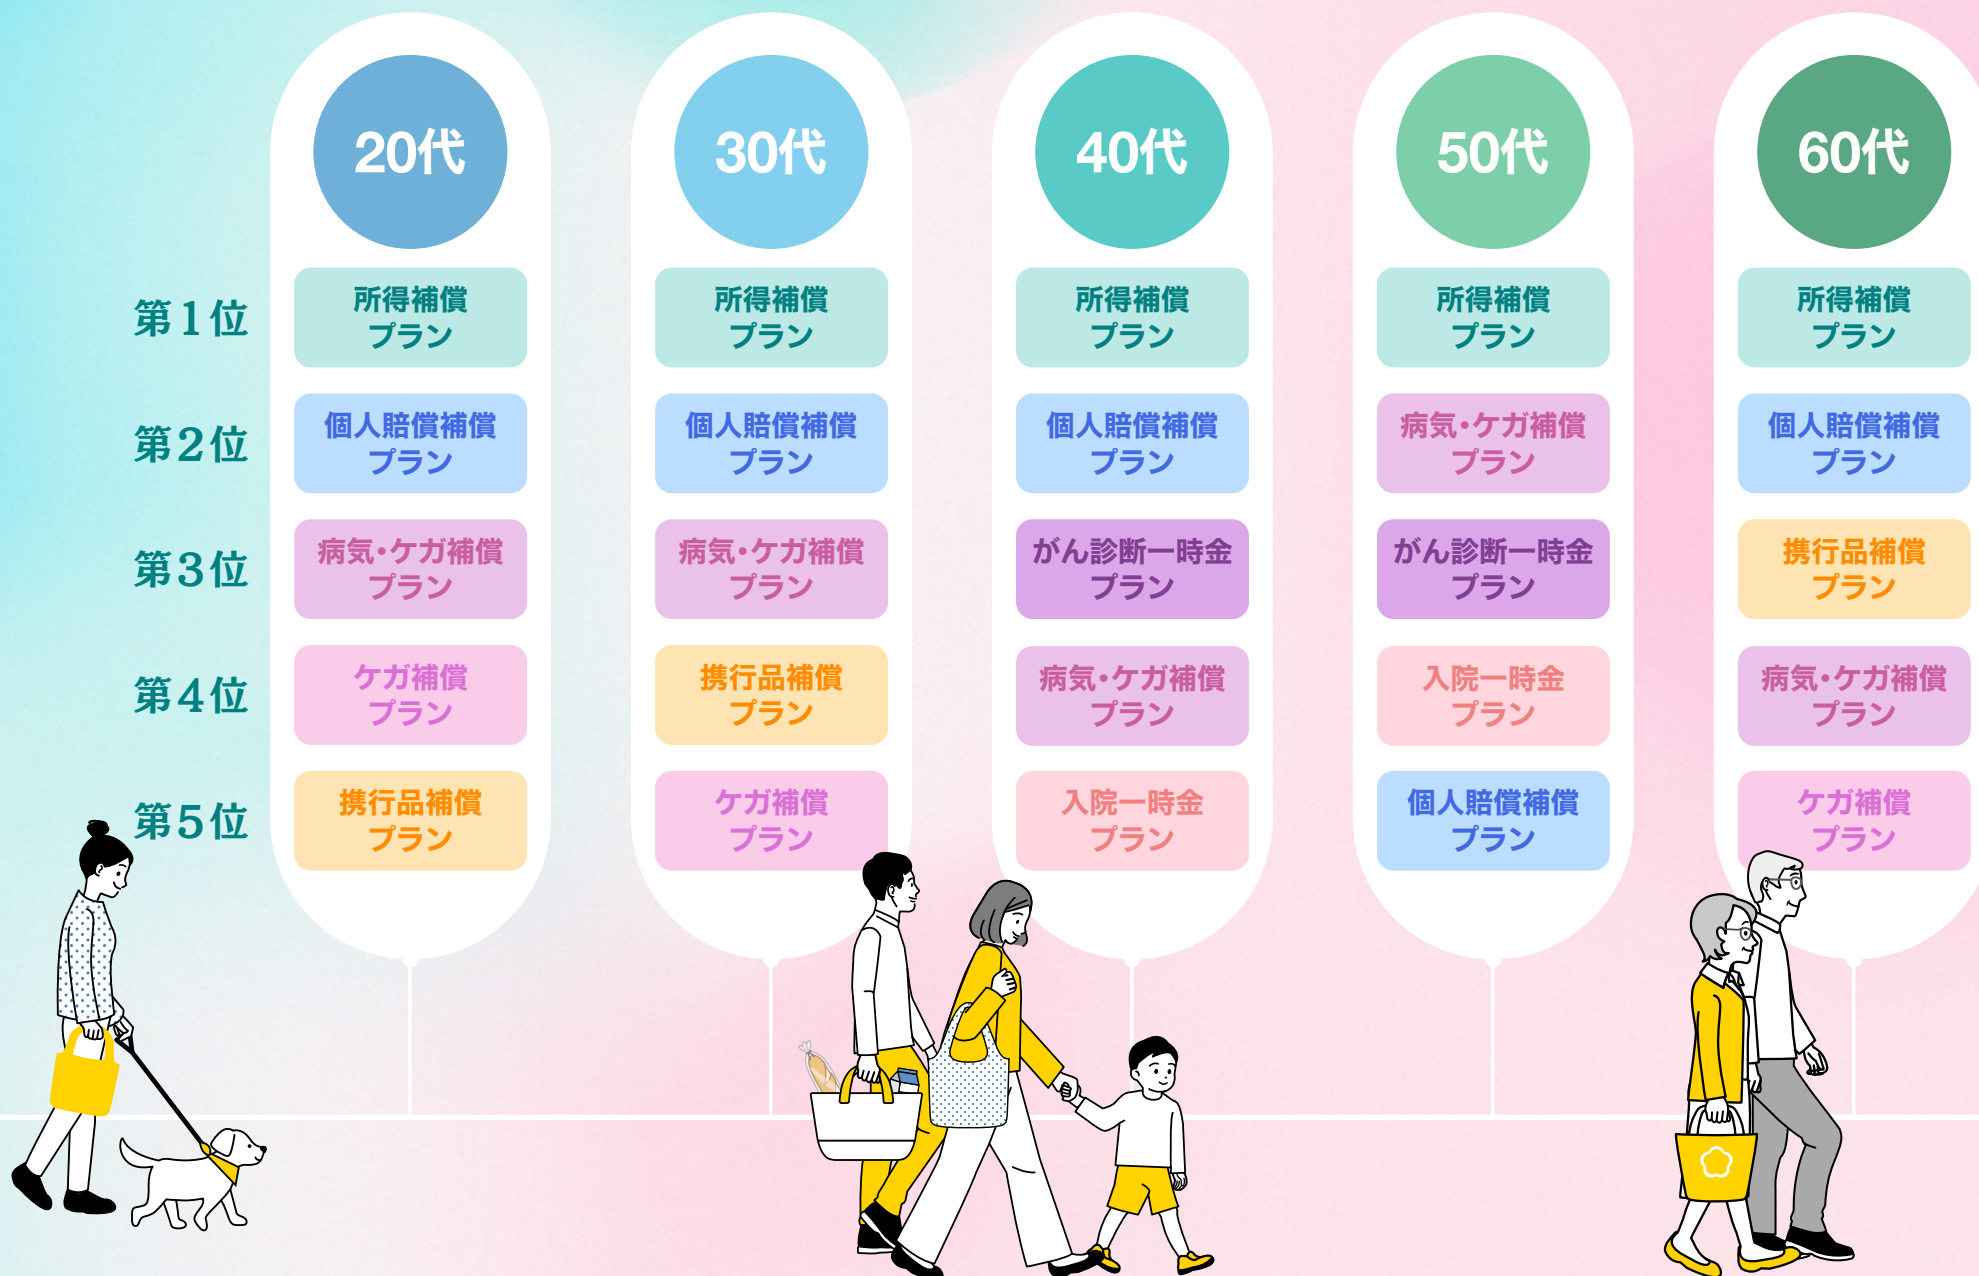 20代
30代
40代
50代
60代
第1位
所得補償
プラン
所得補償
プラン
所得補償
プラン
所得補償
プラン
所得補償
プラン
第2位
個人賠償補償
プラン
個人賠償補償
プラン
個人賠償補償
プラン
病気・ケガ補償
プラン
個人賠償補償
プラン
第3位
病気・ケガ補償
プラン
病気・ケガ補償
プラン
がん診断一時金
プラン
がん診断一時金
プラン
携行品補償
プラン
第4位
ケガ補償
プラン
携行品補償
プラン
病気・ケガ補償
プラン
入院一時金
プラン
病気・ケガ補償
プラン
第5位
携行品補償
プラン
ケガ補償
プラン
入院一時金
プラン
個人賠償補償
プラン
ケガ補償
プラン